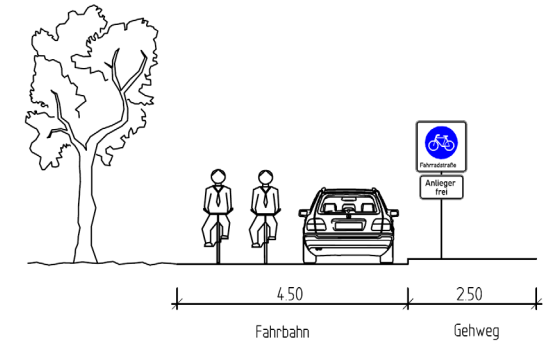 Fahrradstraße
Anlieger
frei
4.50
2.50
Fahrbahn
Gehweg